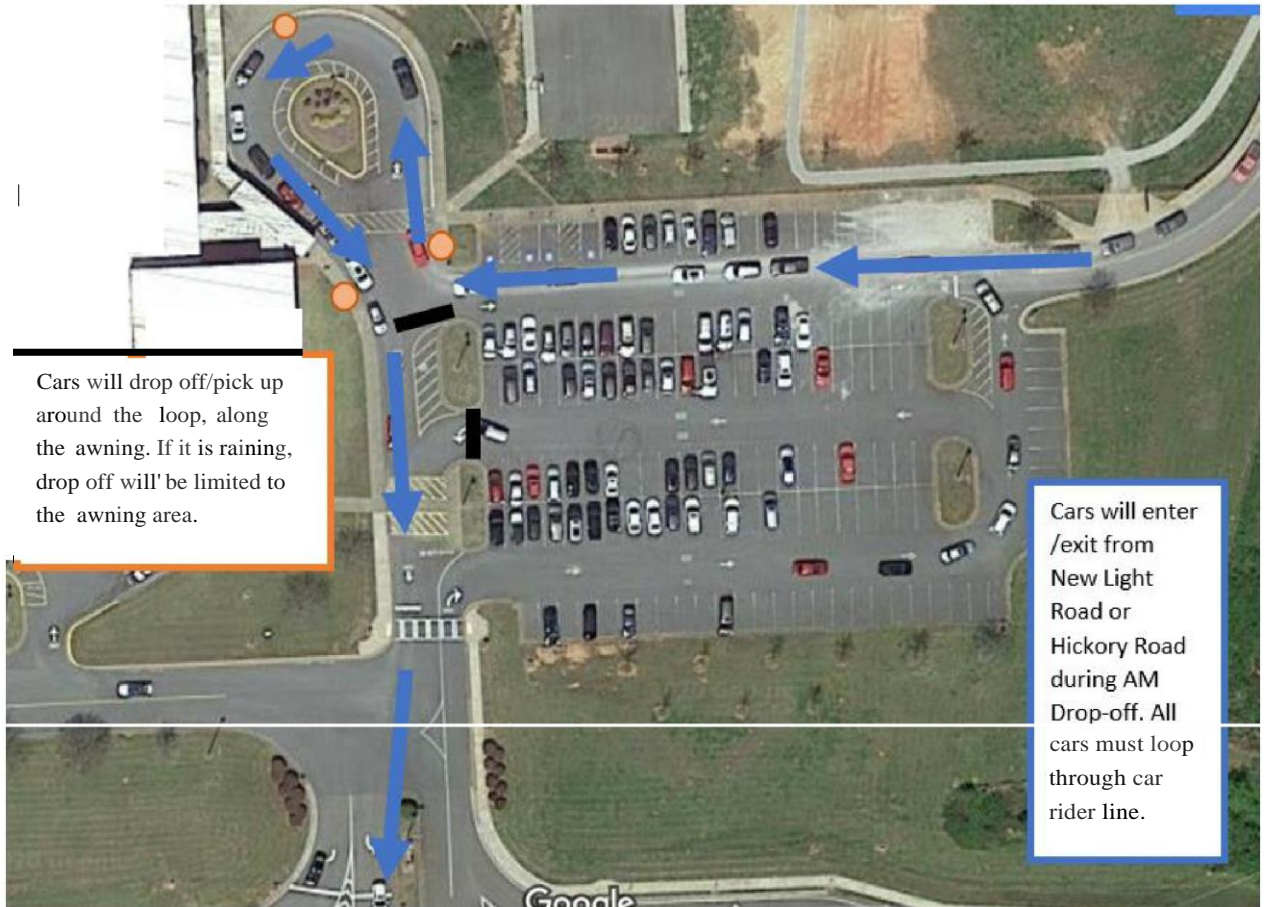 Cars will drop off/pick up
around the loop, along
the awning. If it is raining,
drop off will' be limited to
the awning area.
Cars will enter
/exit from
New Light
Road or
Hickory Road
during AM
Drop-off. All
cars must loop
through car
rider line.
Google